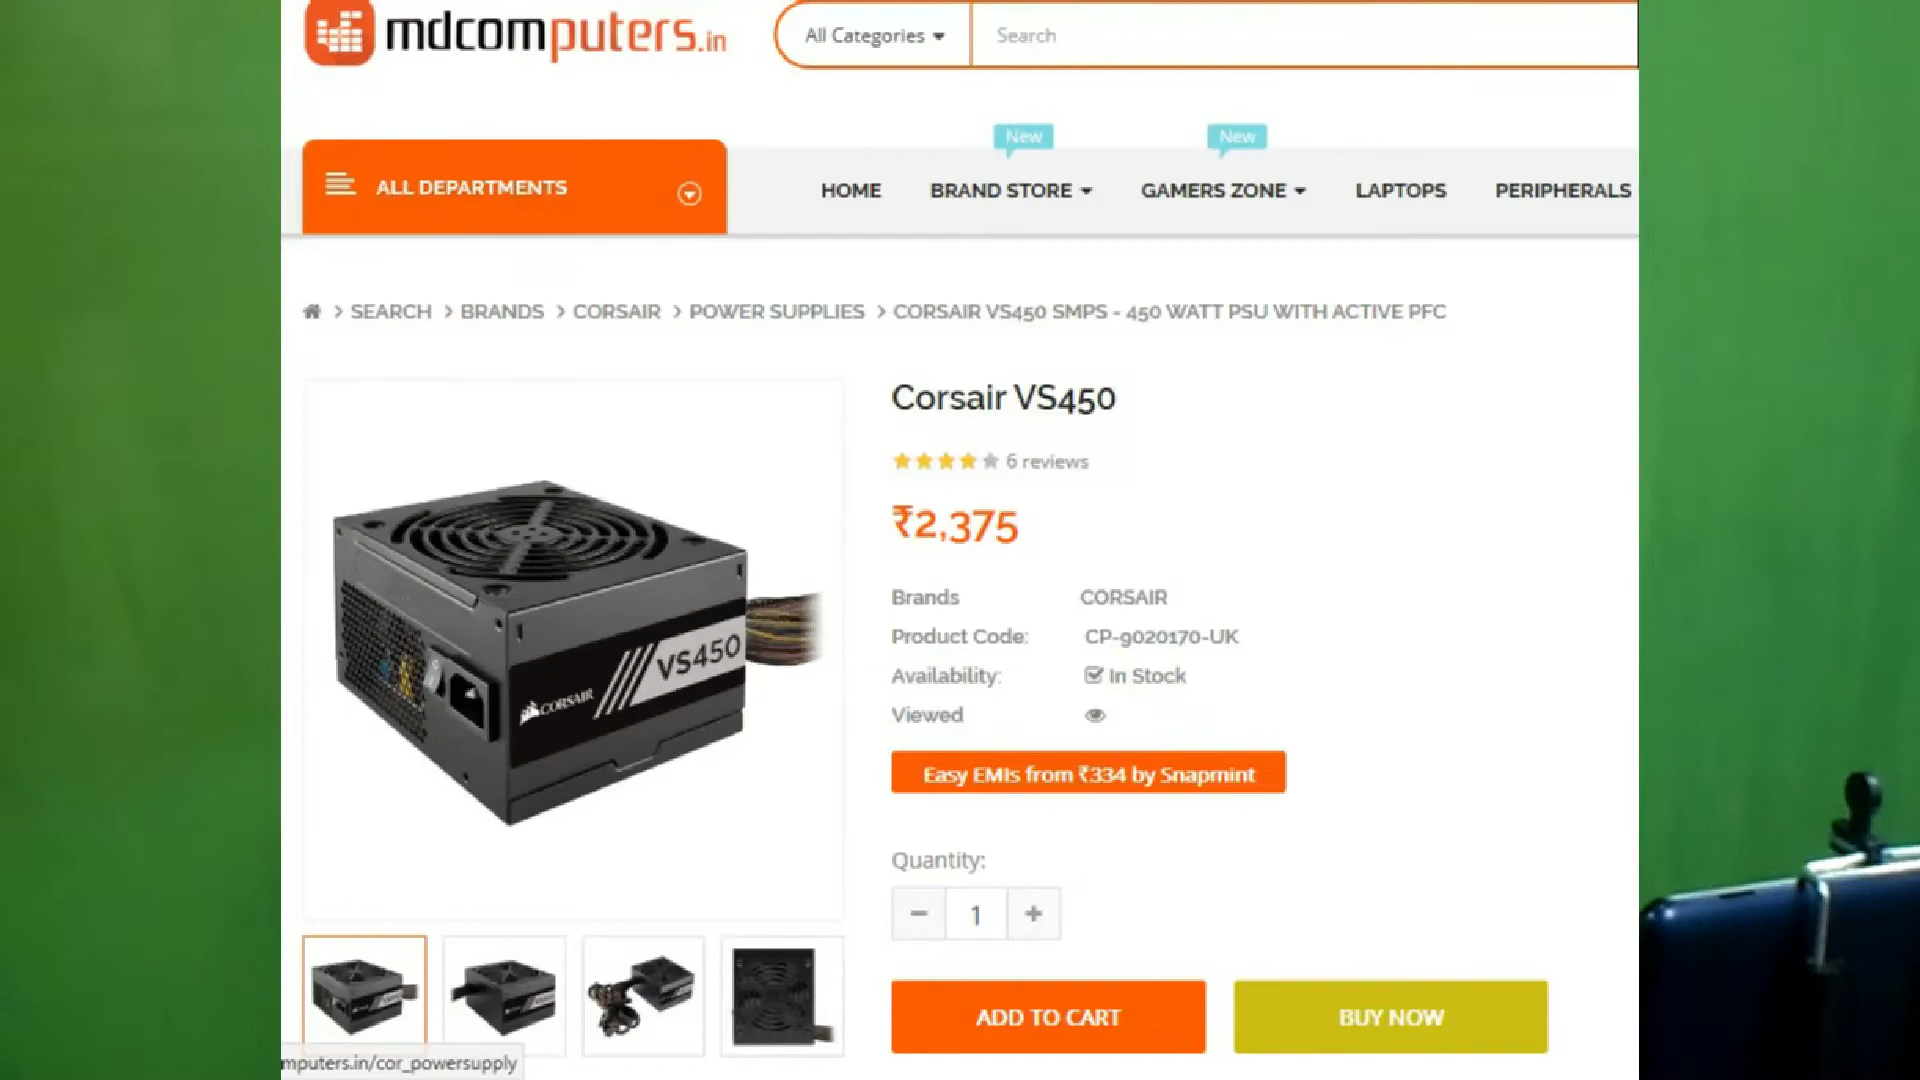 mdcomputers.in
All Categories
Search
New
New
ALL DEPARTMENTS
HOME
BRAND STORE
GAMERS ZONE
LAPTOPS
PERIPHERALS
> SEARCH > BRANDS > CORSAIR > POWER SUPPLIES > CORSAIR VS450 SMPS - 450 WATT PSU WITH ACTIVE PFC
Corsair VS450
6 reviews
₹2,375
Brands CORSAIR
Product Code: CP-9020170-UK
Availability: In Stock
Viewed
Easy EMIs from ₹334 by Snapmint
Quantity:
− 1 +
ADD TO CART
BUY NOW
VS450
CORSAIR
mputers.in/cor_powersupply